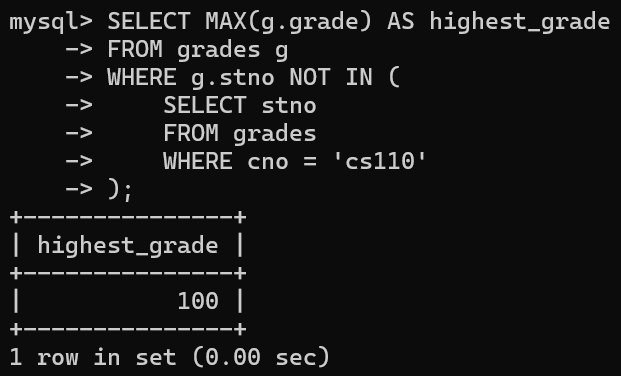 mysql> SELECT MAX(g.grade) AS highest_grade
    -> FROM grades g
    -> WHERE g.stno NOT IN (
    ->     SELECT stno
    ->     FROM grades
    ->     WHERE cno = 'cs110'
    -> );
+---------------+
| highest_grade |
+---------------+
|           100 |
+---------------+
1 row in set (0.00 sec)